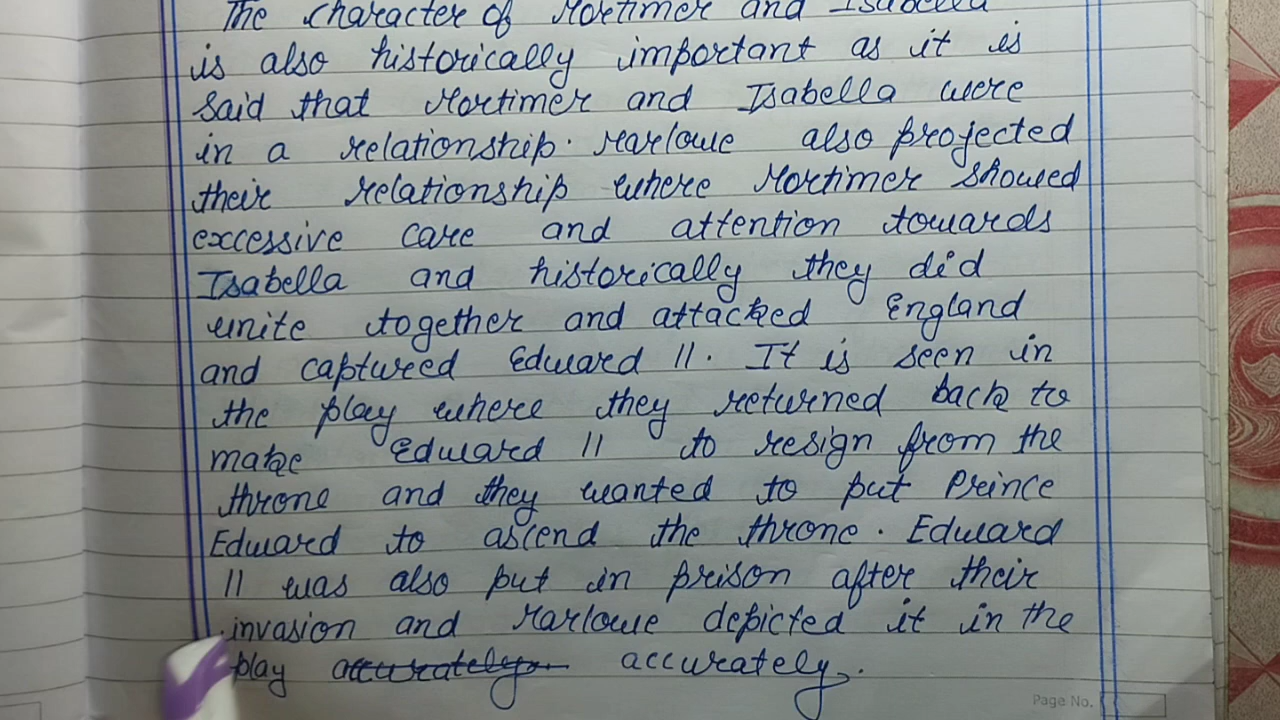 The character of Mortimer and Isabella
is also historically important as it is
said that Mortimer and Isabella were
in a relationship. Marlowe also projected
their relationship where Mortimer showed
excessive care and attention towards
Isabella and historically they did
unite together and attacked England
and captured Edward II. It is seen in
the play where they returned back to
make Edward II to resign from the
throne and they wanted to put Prince
Edward to ascend the throne. Edward
II was also put in prison after their
invasion and Marlowe depicted it in the
play accurately accurately.
Page No.